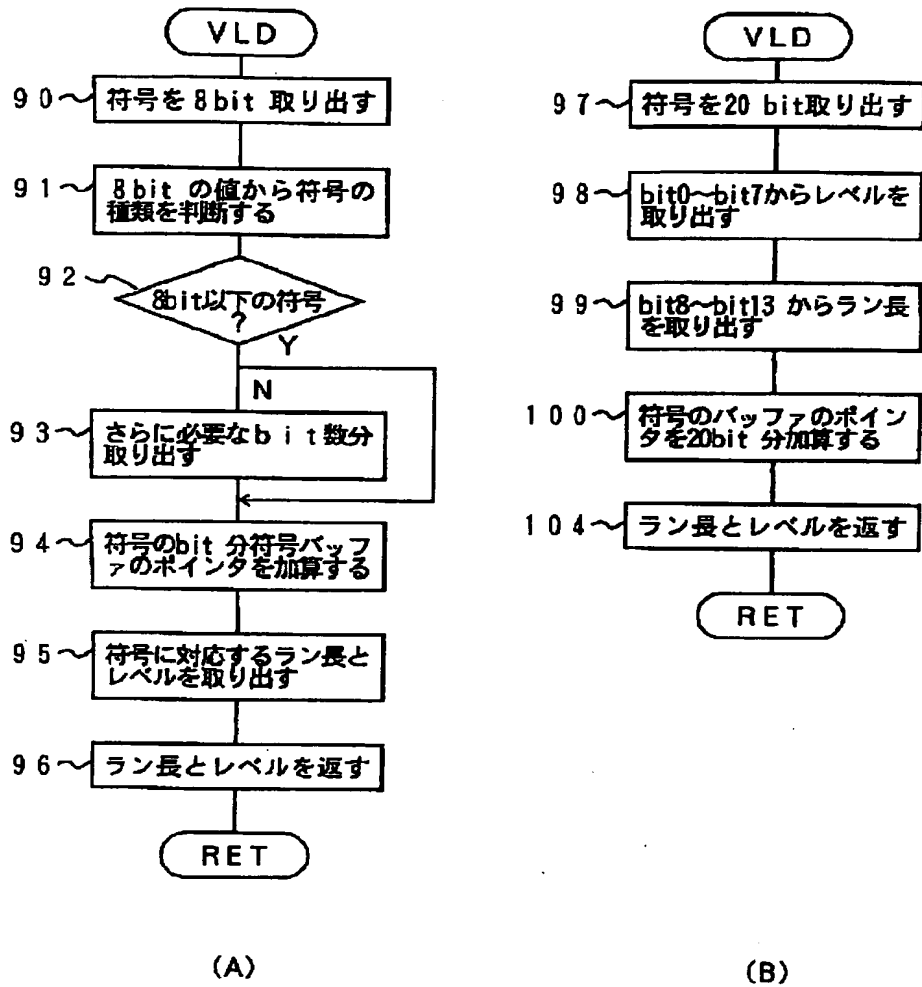 VLD
90
符号を8bit 取り出す
91
8bit の値から符号の
種類を判断する
92
8bit以下の符号
?
Y
N
93
さらに必要なbit数分
取り出す
94
符号のbit 分符号バッフ
ァのポインタを加算する
95
符号に対応するラン長と
レベルを取り出す
96
ラン長とレベルを返す
RET
(A)
VLD
97
符号を20 bit取り出す
98
bit0~bit7からレベルを
取り出す
99
bit8~bit13 からラン長
を取り出す
100
符号のバッファのポイン
タを20bit 分加算する
104
ラン長とレベルを返す
RET
(B)